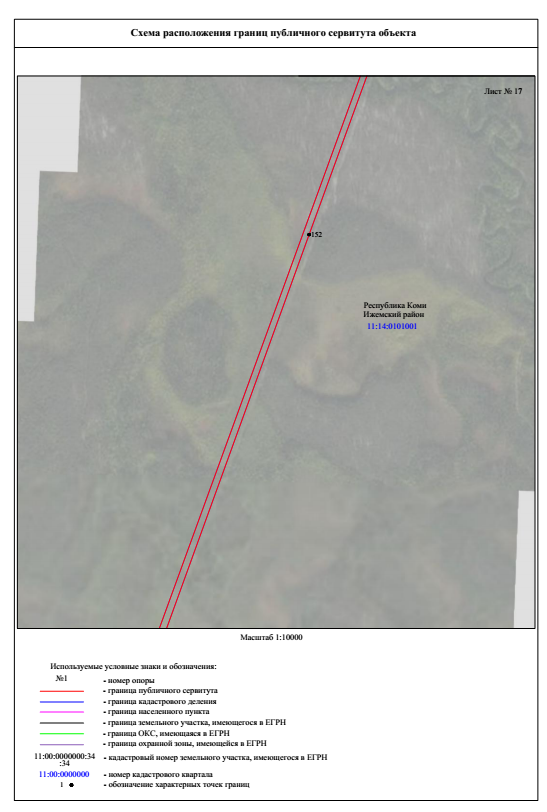 Схема расположения границ публичного сервитута объекта
Лист № 17
152
Республика Коми
Ижемский район
11:14:0101001
Масштаб 1:10000
Используемые условные знаки и обозначения:
№1 - номер опоры
- граница публичного сервитута
- граница кадастрового деления
- граница населенного пункта
- граница земельного участка, имеющегося в ЕГРН
- граница ОКС, имеющаяся в ЕГРН
- граница охранной зоны, имеющейся в ЕГРН
11:00:0000000:34 - кадастровый номер земельного участка, имеющегося в ЕГРН
:34
11:00:0000000 - номер кадастрового квартала
1 - обозначение характерных точек границ